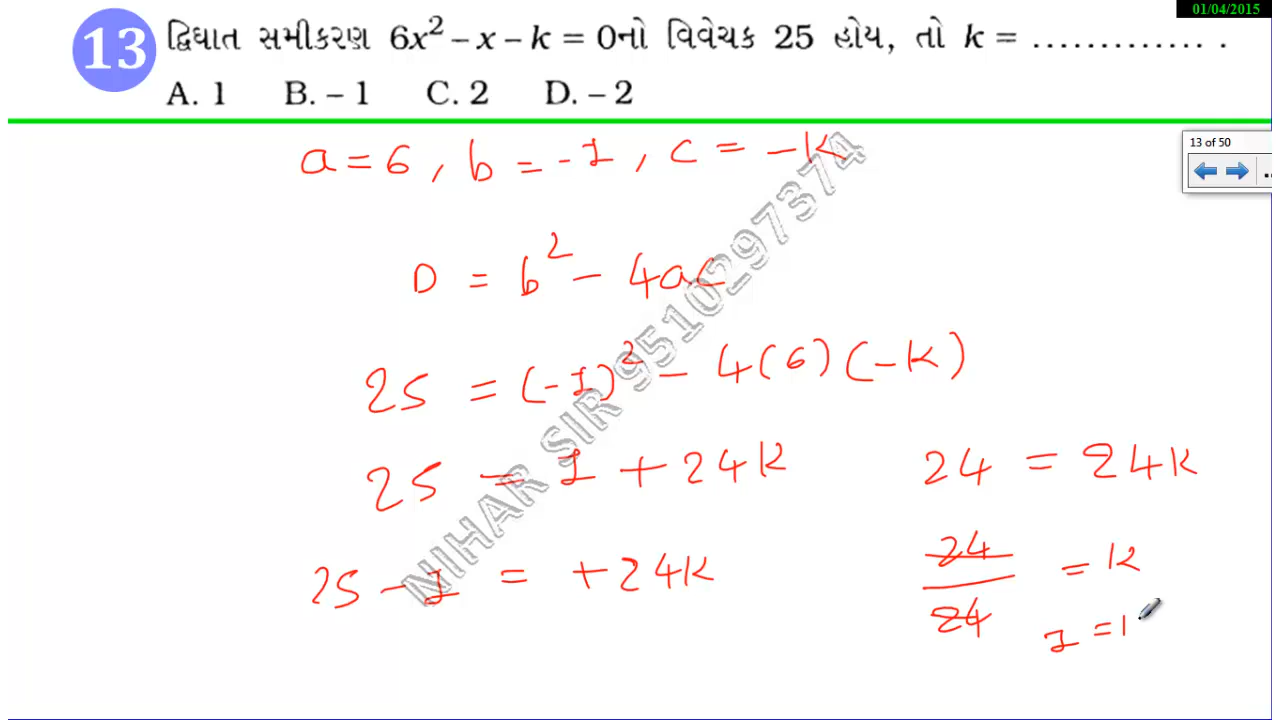 01/04/2015
13 દ્વિઘાત સમીકરણ 6x² – x – k = 0નો વિવેચક 25 હોય, તો k = .............. .
A. 1 B. – 1 C. 2 D. – 2
13 of 50
a = 6 , b = -1 , c = -k
D = b² - 4ac
25 = (-1)² - 4(6)(-k)
25 = 1 + 24k
25 - 1 = +24k
24 = 24k
24/24 = k
1 =
NIHAR SIR 9510297374